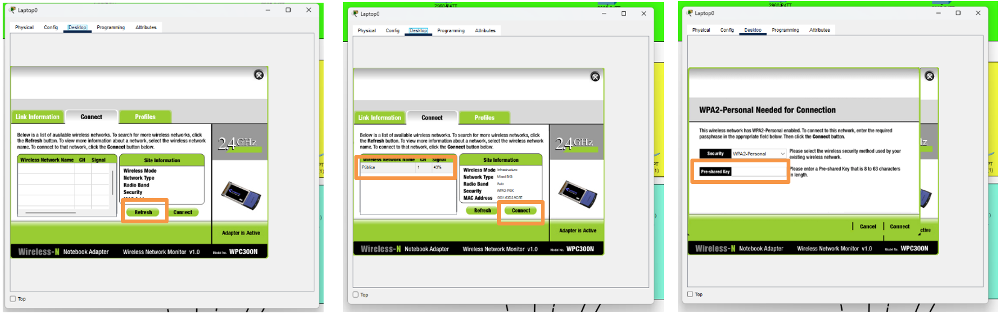 Laptop0
Physical Config Desktop Programming Attributes
Link Information Connect Profiles
Below is a list of available wireless networks. To search for more wireless networks, click
the Refresh button. To view more information about a network, select the wireless network
name. To connect to that network, click the Connect button below.
2.4GHz
Wireless Network Name CH Signal
Site Information
Wireless Mode
Network Type
Radio Band
Security
Refresh Connect
Adapter is Active
Wireless-N Notebook Adapter Wireless Network Monitor v1.0 Model No. WPC300N
Top
2960-24TT
Laptop0
Physical Config Desktop Programming Attributes
Link Information Connect Profiles
Below is a list of available wireless networks. To search for more wireless networks, click
the Refresh button. To view more information about a network, select the wireless network
name. To connect to that network, click the Connect button below.
2.4GHz
Wireless Network Name CH Signal
Pública 1 43%
Site Information
Wireless Mode Infrastructure
Network Type Mixed B/G
Radio Band Auto
Security WPA2-PSK
MAC Address
Refresh Connect
Adapter is Active
Wireless-N Notebook Adapter Wireless Network Monitor v1.0 Model No. WPC300N
Top
Laptop0
Physical Config Desktop Programming Attributes
WPA2-Personal Needed for Connection
This wireless network has WPA2-Personal enabled. To connect to this network, enter the required
passphrase in the appropriate field below. Then click the Connect button.
Security WPA2-Personal
Please select the wireless security method used by your
existing wireless network.
Pre-shared Key
Please enter a Pre-shared Key that is 8 to 63 characters
in length.
Cancel Connect
ctive
Wireless-N Notebook Adapter Wireless Network Monitor v1.0 Model No. WPC300N
Top